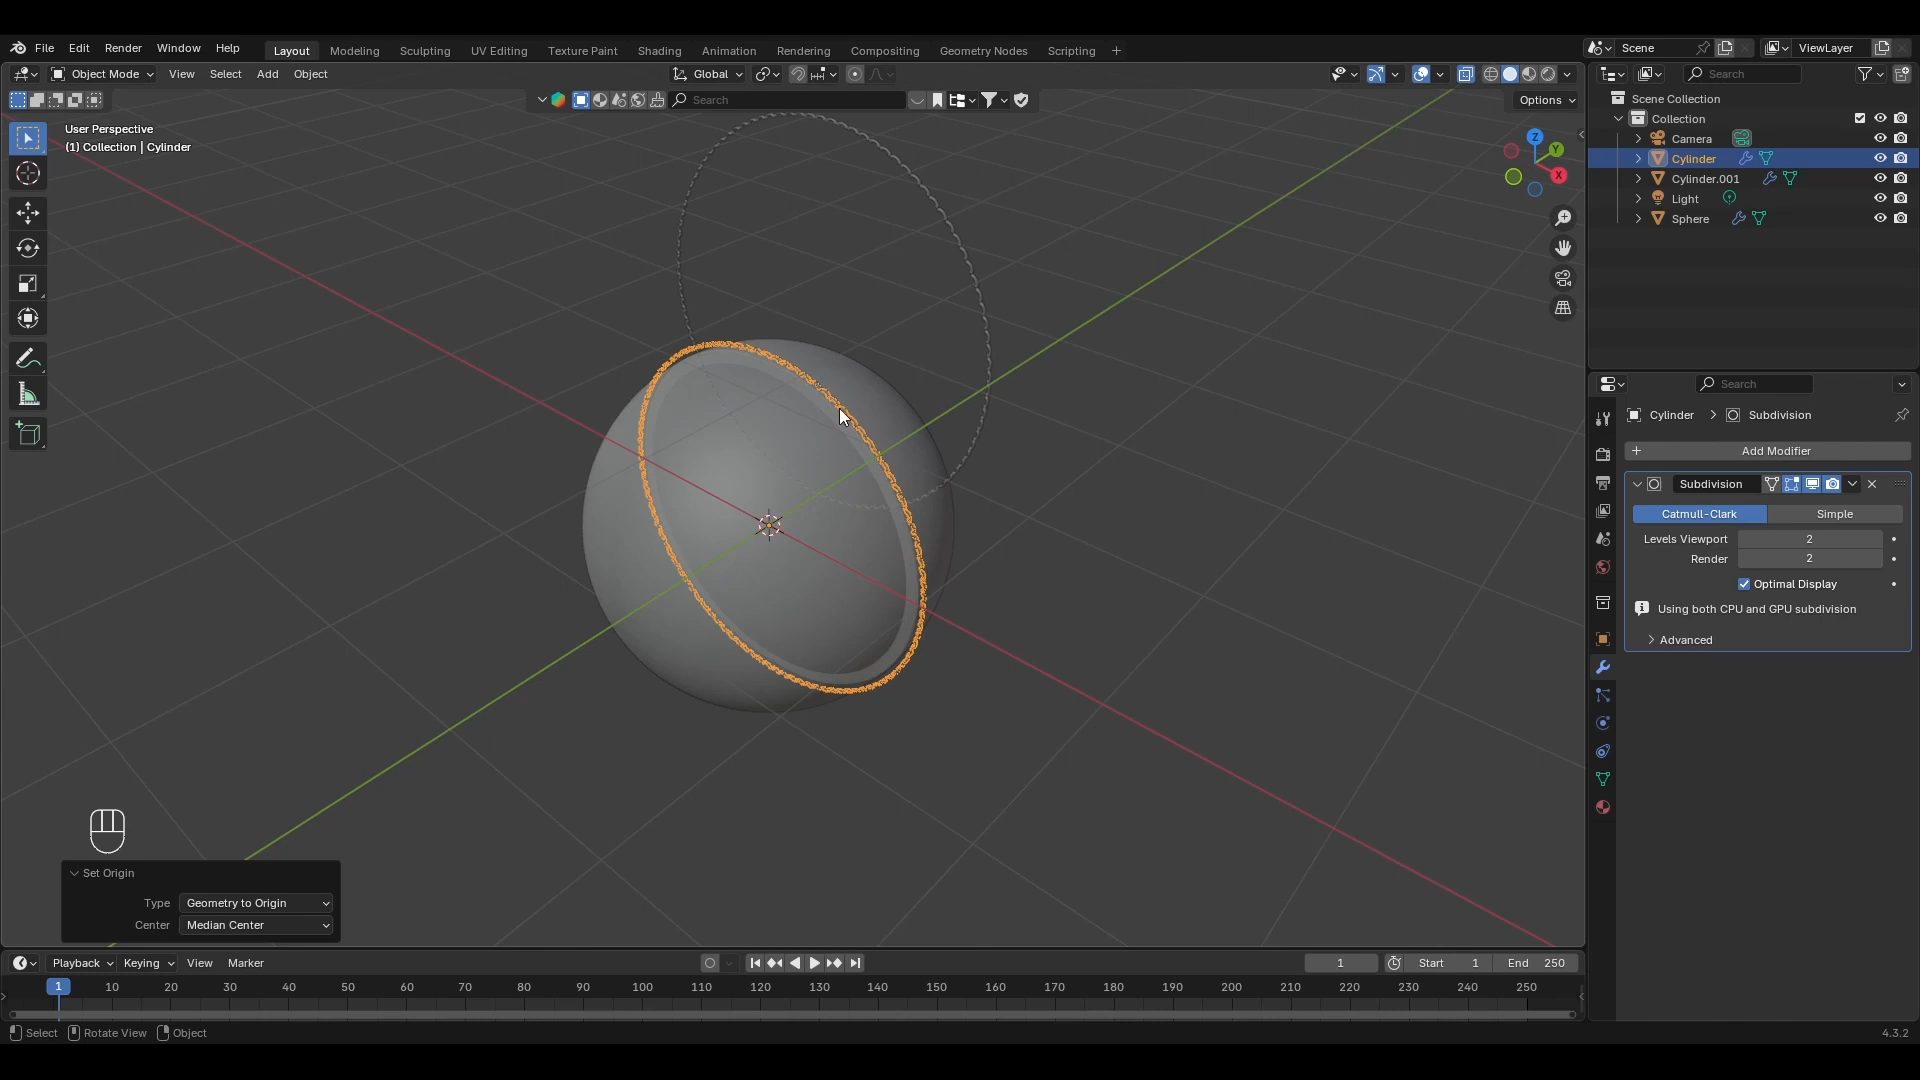 File Edit Render Window Help Layout Modeling Sculpting UV Editing Texture Paint Shading Animation Rendering Compositing Geometry Nodes Scripting + Scene ViewLayer
Object Mode View Select Add Object Global Search
Search Options
User Perspective
(1) Collection | Cylinder
Z
Y
X
Scene Collection
Collection
Camera
Cylinder
Cylinder.001
Light
Sphere
Search
Cylinder > Subdivision
+ Add Modifier
Subdivision
Catmull-Clark Simple
Levels Viewport 2
Render 2
Optimal Display
Using both CPU and GPU subdivision
Advanced
Set Origin
Type Geometry to Origin
Center Median Center
Playback Keying View Marker 1 Start 1 End 250
1 10 20 30 40 50 60 70 80 90 100 110 120 130 140 150 160 170 180 190 200 210 220 230 240 250
Select Rotate View Object 4.3.2